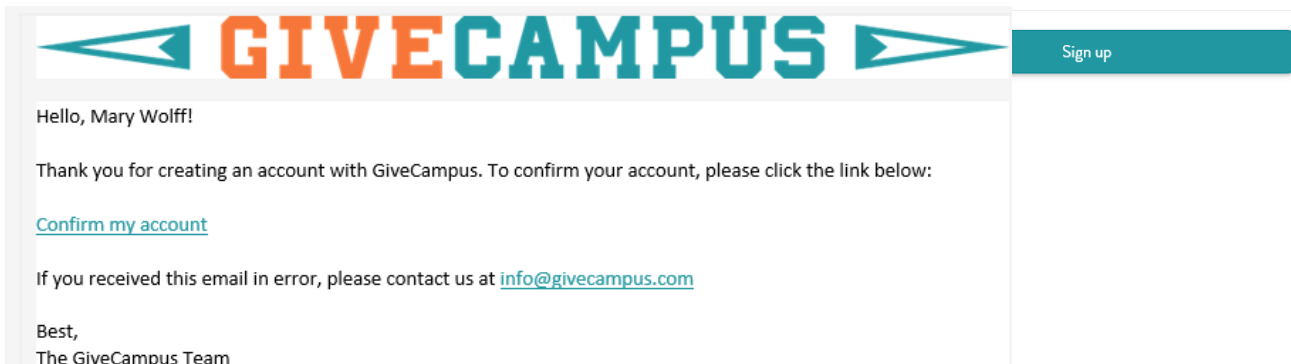 GIVECAMPUS
Sign up
Hello, Mary Wolff!
Thank you for creating an account with GiveCampus. To confirm your account, please click the link below:
Confirm my account
If you received this email in error, please contact us at info@givecampus.com
Best,
The GiveCampus Team